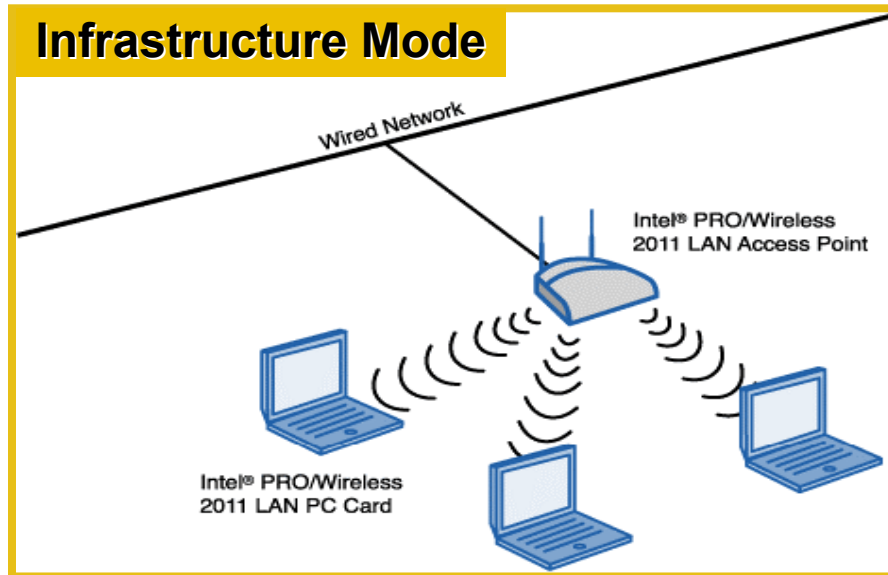 Infrastructure Mode
Wired Network
Intel® PRO/Wireless
2011 LAN Access Point
Intel® PRO/Wireless
2011 LAN PC Card